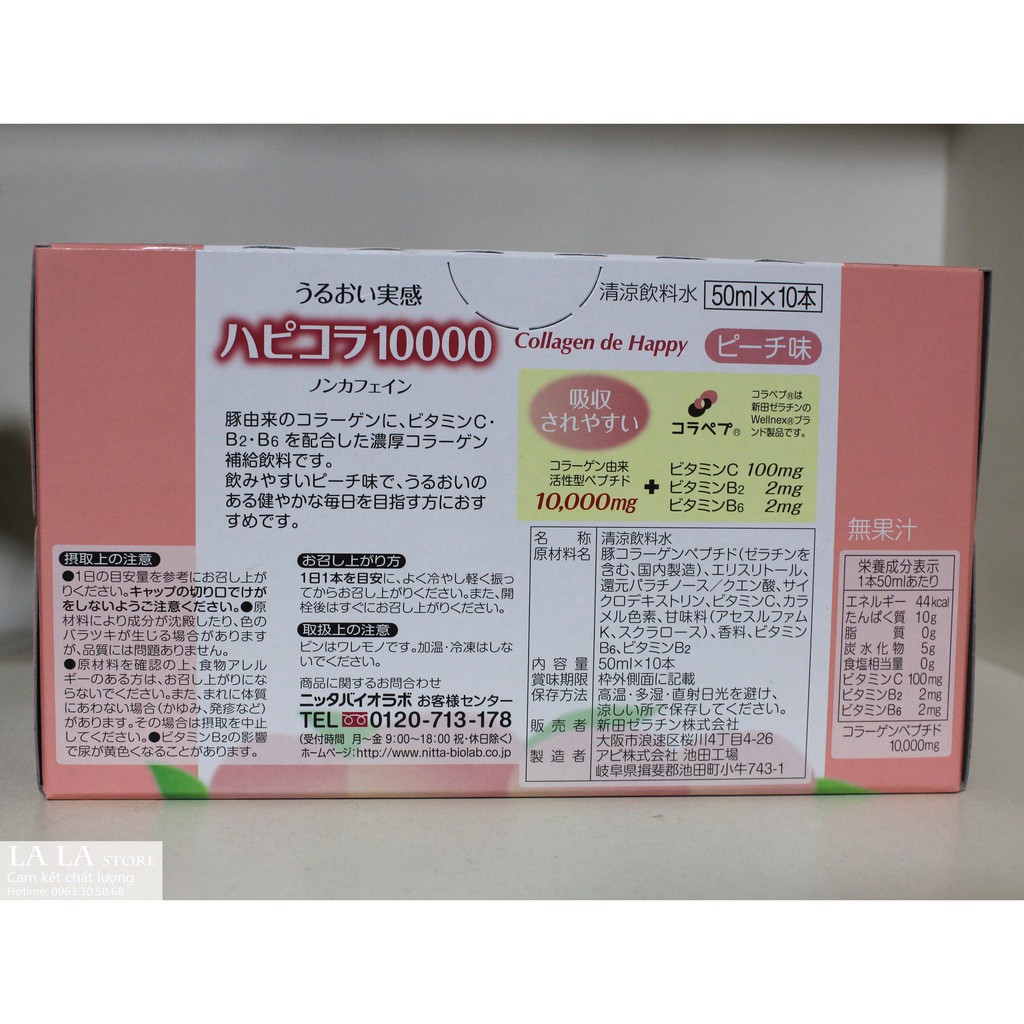 うるおい実感
ハピコラ10000
ノンカフェイン
豚由来のコラーゲンに、ビタミンC・
B2・B6 を配合した濃厚コラーゲン
補給飲料です。
飲みやすいピーチ味で、うるおいの
ある健やかな毎日を目指す方におす
すめです。
清涼飲料水 50ml×10本
Collagen de Happy ピーチ味
吸収
されやすい
コラペプ®
コラペプ®は
新田ゼラチンの
Wellnex®ブラ
ンド製品です。
コラーゲン由来
活性型ペプチド
10,000mg
+
ビタミンC 100mg
ビタミンB2 2mg
ビタミンB6 2mg
摂取上の注意
●1日の目安量を参考にお召し上が
りください。キャップの切り口でけが
をしないようご注意ください。●原
材料により成分が沈殿したり、色の
バラツキが生じる場合があります
が、品質には問題ありません。
●原材料を確認の上、食物アレル
ギーのある方は、お召し上がりにな
らないでください。また、まれに体質
にあわない場合(かゆみ、発疹など)
があります。その場合は摂取を中止
してください。●ビタミンB2の影響
で尿が黄色くなることがあります。
お召し上がり方
1日1本を目安に、よく冷やし軽く振っ
てからお召し上がりください。また、開
栓後はすぐにお召し上がりください。
取扱上の注意
ビンはワレモノです。加温・冷凍はしな
いでください。
商品に関するお問合わせ
ニッタバイオラボ お客様センター
TEL 0120-713-178
(受付時間 月～金 9:00～18:00 祝・休日除く)
ホームページ:http://www.nitta-biolab.co.jp
名称 清涼飲料水
原材料名 豚コラーゲンペプチド(ゼラチンを
含む、国内製造)、エリスリトール、
還元パラチノース/クエン酸、サイ
クロデキストリン、ビタミンC、カラ
メル色素、甘味料(アセスルファム
K、スクラロース)、香料、ビタミン
B6、ビタミンB2
内容量 50ml×10本
賞味期限 枠外側面に記載
保存方法 高温・多湿・直射日光を避け、
涼しい所で保存してください。
販売者 新田ゼラチン株式会社
大阪市浪速区桜川4丁目4-26
製造者 アピ株式会社 池田工場
岐阜県揖斐郡池田町小牛743-1
無果汁
栄養成分表示
1本50mlあたり
エネルギー 44kcal
たんぱく質 10g
脂質 0g
炭水化物 5g
食塩相当量 0g
ビタミンC 100mg
ビタミンB2 2mg
ビタミンB6 2mg
コラーゲンペプチド
10,000mg
LA LA STORE
Cam kết chất lượng
Hotline: 0963.30.50.68